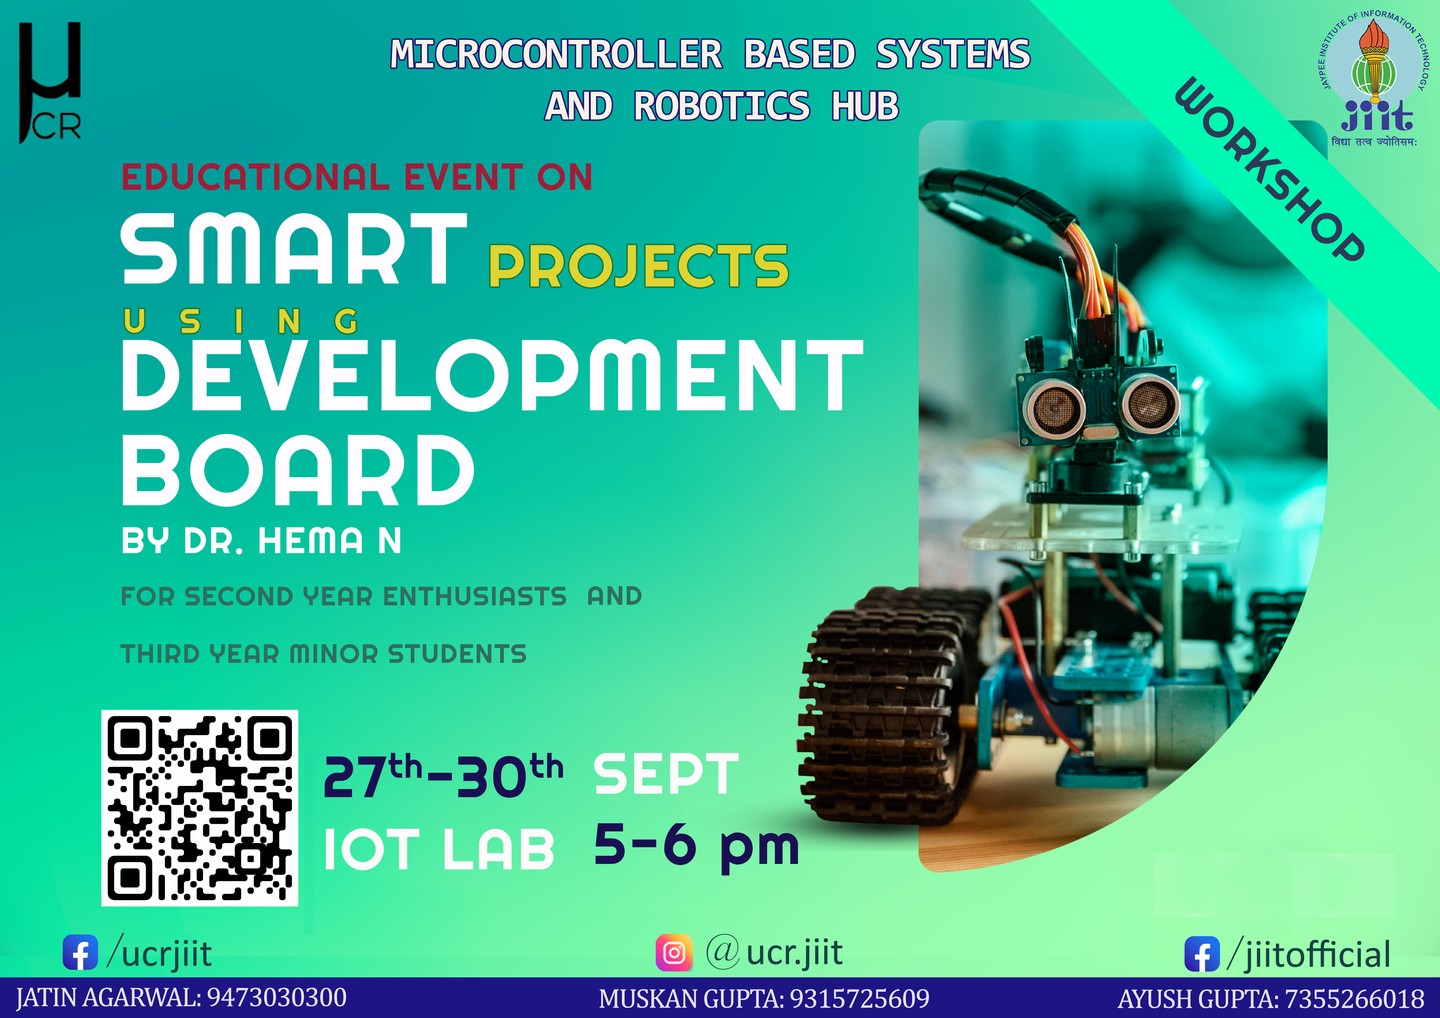 μCR
MICROCONTROLLER BASED SYSTEMS
AND ROBOTICS HUB
WORKSHOP
JAYPEE INSTITUTE OF INFORMATION TECHNOLOGY
jiit
विद्या तत्व ज्योतिसमः
EDUCATIONAL EVENT ON
SMART PROJECTS
USING
DEVELOPMENT
BOARD
BY DR. HEMA N
FOR SECOND YEAR ENTHUSIASTS AND
THIRD YEAR MINOR STUDENTS
27th-30th SEPT
IOT LAB 5-6 pm
/ucrjiit
@ucr.jiit
/jiitofficial
JATIN AGARWAL: 9473030300
MUSKAN GUPTA: 9315725609
AYUSH GUPTA: 7355266018